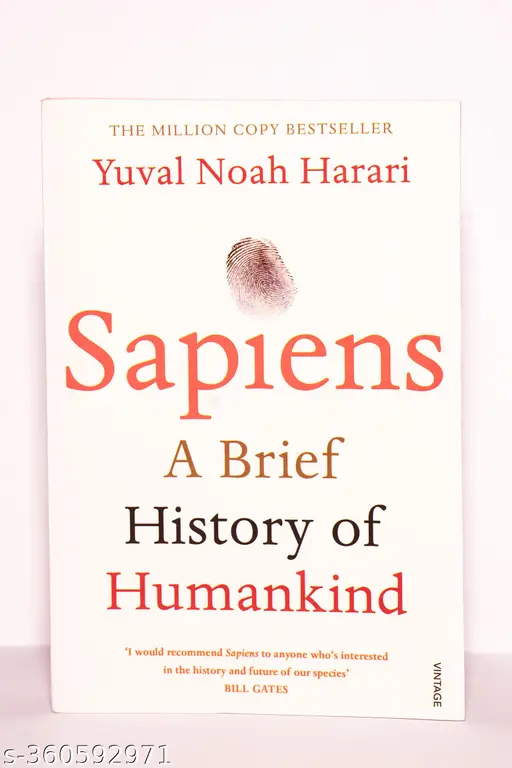 THE MILLION COPY BESTSELLER
Yuval Noah Harari
Sapiens
A Brief
History of
Humankind
'I would recommend Sapiens to anyone who's interested
in the history and future of our species'
BILL GATES
VINTAGE
s-360592971